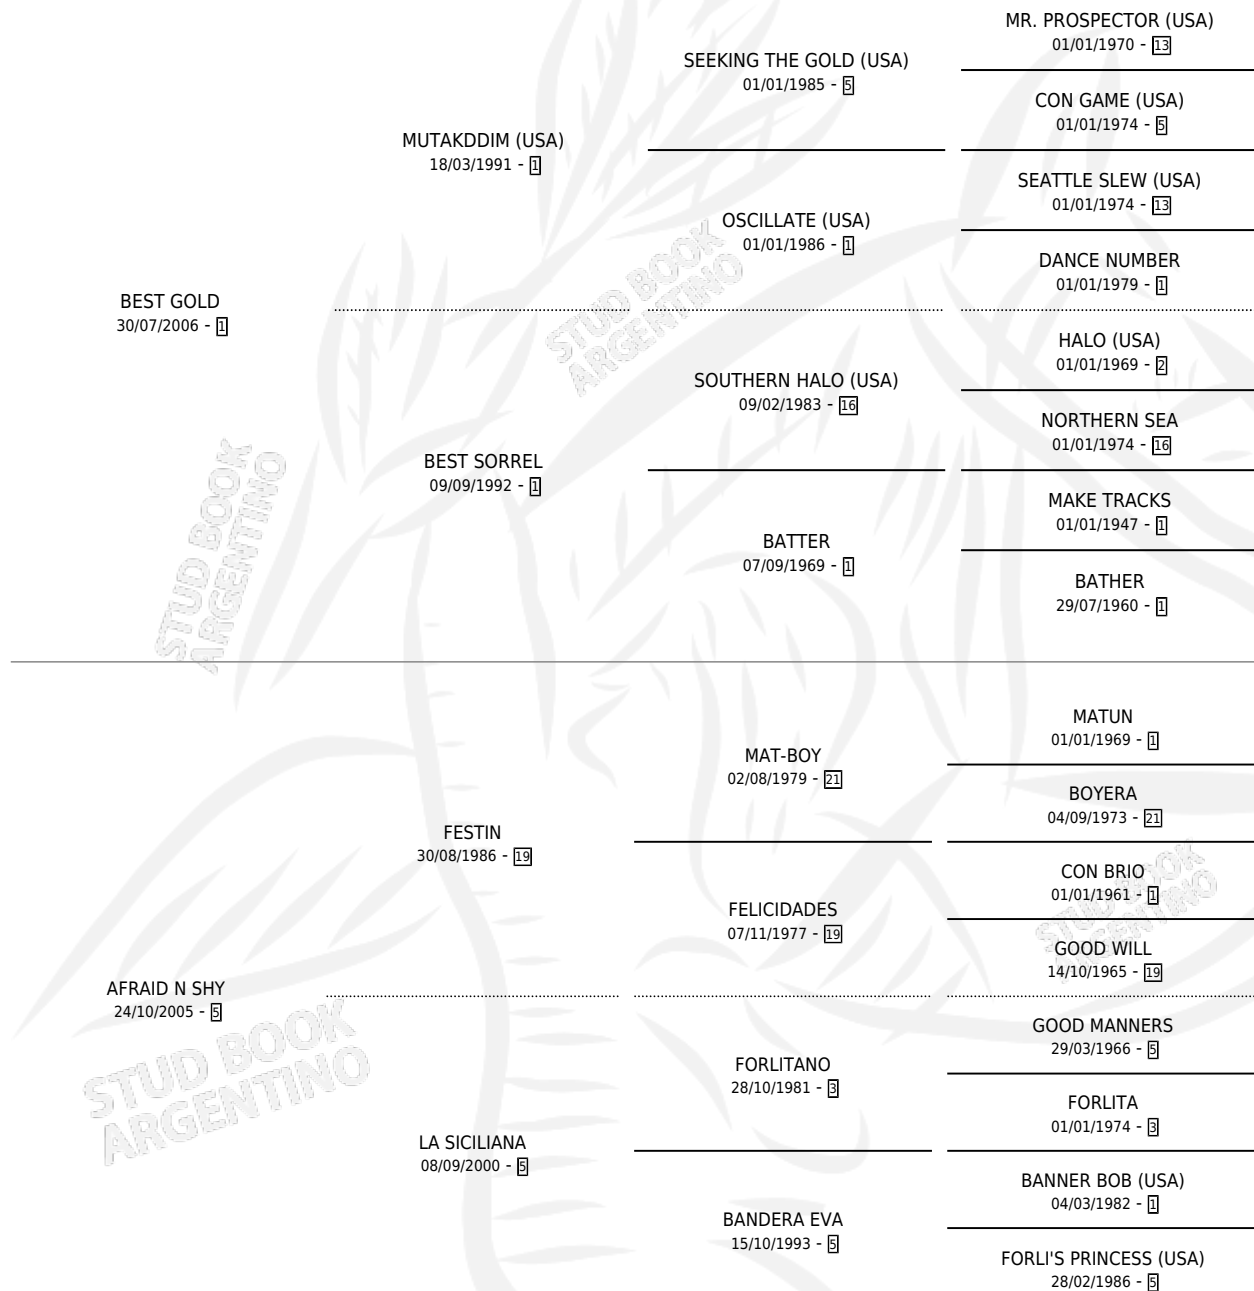 MR. PROSPECTOR (USA)
01/01/1970 - 13
SEEKING THE GOLD (USA)
01/01/1985 - 5
CON GAME (USA)
01/01/1974 - 5
MUTAKDDIM (USA)
18/03/1991 - 1
SEATTLE SLEW (USA)
01/01/1974 - 13
OSCILLATE (USA)
01/01/1986 - 1
DANCE NUMBER
01/01/1979 - 1
BEST GOLD
30/07/2006 - 1
HALO (USA)
01/01/1969 - 2
SOUTHERN HALO (USA)
09/02/1983 - 16
NORTHERN SEA
01/01/1974 - 16
BEST SORREL
09/09/1992 - 1
MAKE TRACKS
01/01/1947 - 1
BATTER
07/09/1969 - 1
BATHER
29/07/1960 - 1
MATUN
01/01/1969 - 1
MAT-BOY
02/08/1979 - 21
BOYERA
04/09/1973 - 21
FESTIN
30/08/1986 - 19
CON BRIO
01/01/1961 - 1
FELICIDADES
07/11/1977 - 19
GOOD WILL
14/10/1965 - 19
AFRAID N SHY
24/10/2005 - 5
GOOD MANNERS
29/03/1966 - 5
FORLITANO
28/10/1981 - 3
FORLITA
01/01/1974 - 3
LA SICILIANA
08/09/2000 - 5
BANNER BOB (USA)
04/03/1982 - 1
BANDERA EVA
15/10/1993 - 5
FORLI'S PRINCESS (USA)
28/02/1986 - 5
STUD BOOK
ARGENTINO
STUD BOOK
ARGENTINO
STUD BOOK
ARGENTINO
STUD BOOK
ARGENTINO